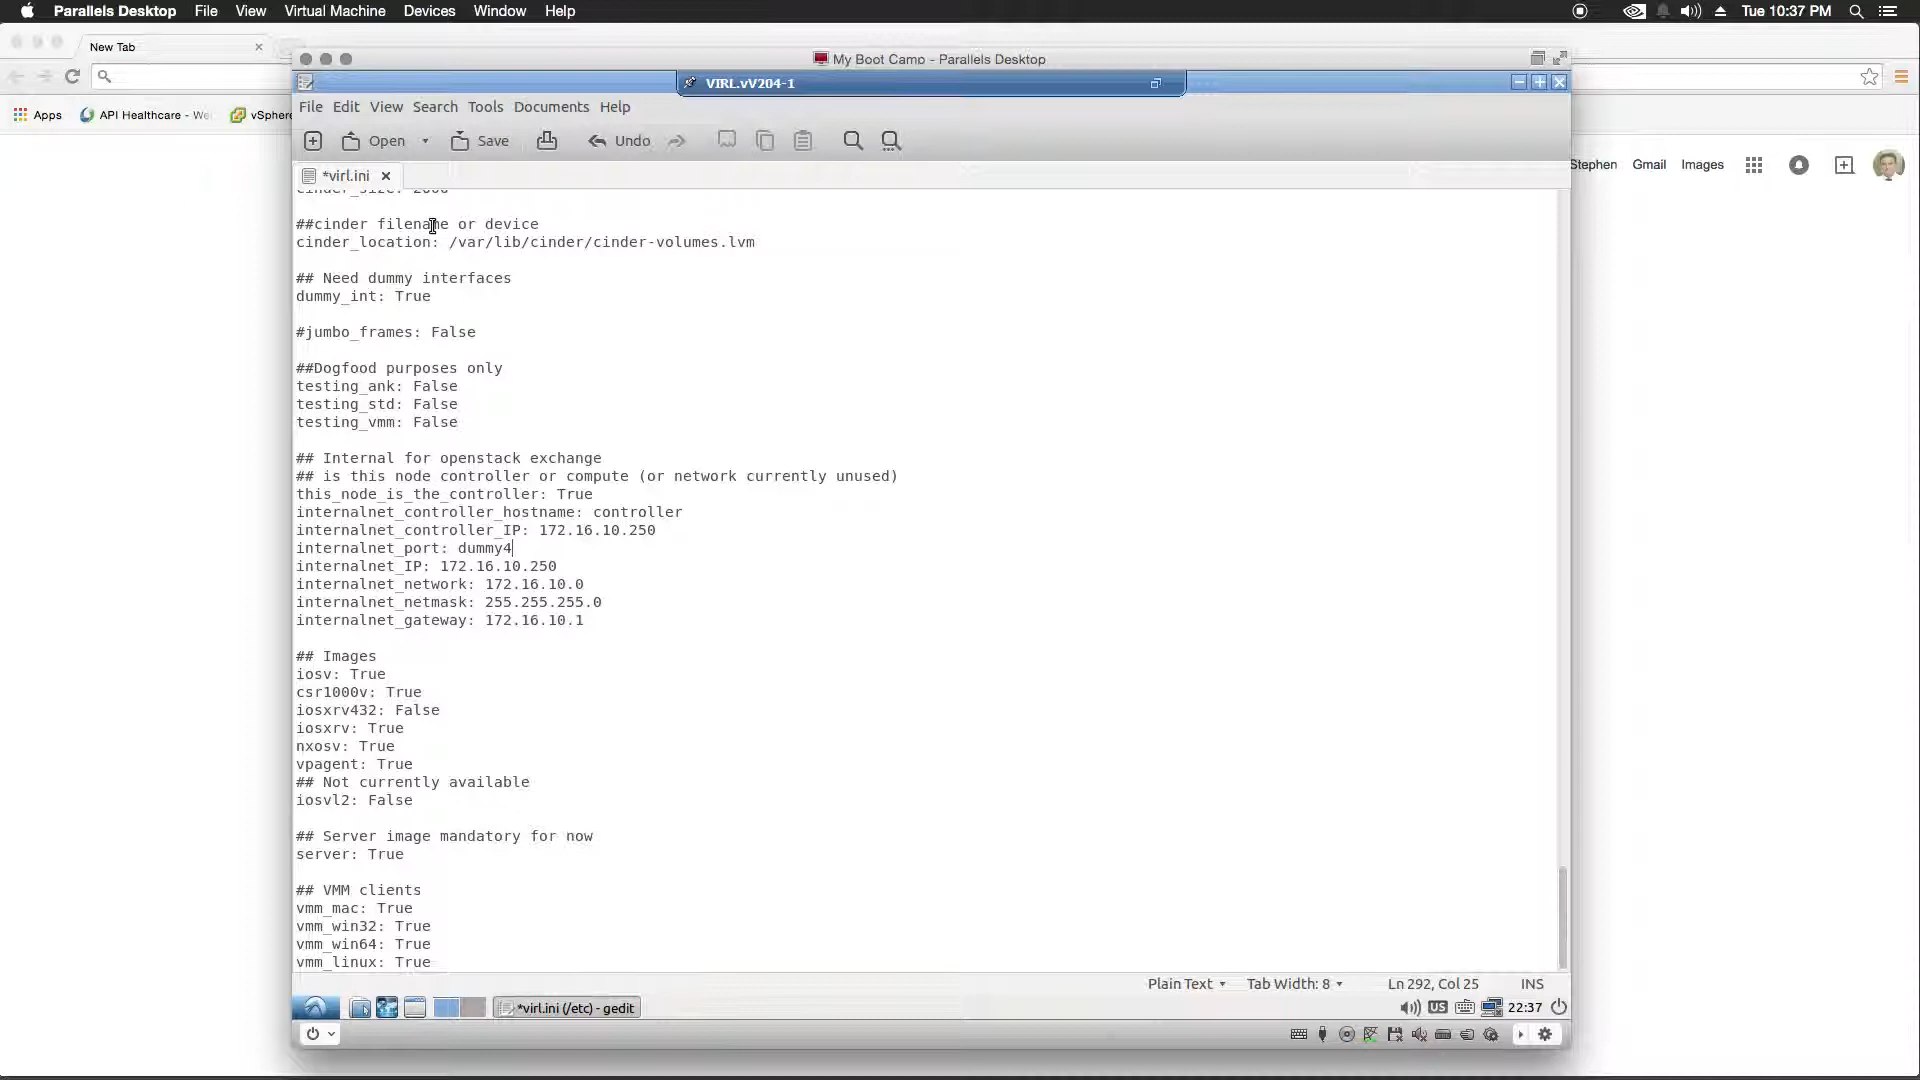 Parallels Desktop File View Virtual Machine Devices Window Help Tue 10:37 PM
New Tab
My Boot Camp - Parallels Desktop
VIRL.vV204-1
File Edit View Search Tools Documents Help
Apps API Healthcare - We vSphere
Open Save Undo
Stephen Gmail Images
*virl.ini
cinder_size: 2000
##cinder filename or device
cinder_location: /var/lib/cinder/cinder-volumes.lvm
## Need dummy interfaces
dummy_int: True
#jumbo_frames: False
##Dogfood purposes only
testing_ank: False
testing_std: False
testing_vmm: False
## Internal for openstack exchange
## is this node controller or compute (or network currently unused)
this_node_is_the_controller: True
internalnet_controller_hostname: controller
internalnet_controller_IP: 172.16.10.250
internalnet_port: dummy4
internalnet_IP: 172.16.10.250
internalnet_network: 172.16.10.0
internalnet_netmask: 255.255.255.0
internalnet_gateway: 172.16.10.1
## Images
iosv: True
csr1000v: True
iosxrv432: False
iosxrv: True
nxosv: True
vpagent: True
## Not currently available
iosvl2: False
## Server image mandatory for now
server: True
## VMM clients
vmm_mac: True
vmm_win32: True
vmm_win64: True
vmm_linux: True
Plain Text Tab Width: 8 Ln 292, Col 25 INS
*virl.ini (/etc) - gedit US 22:37